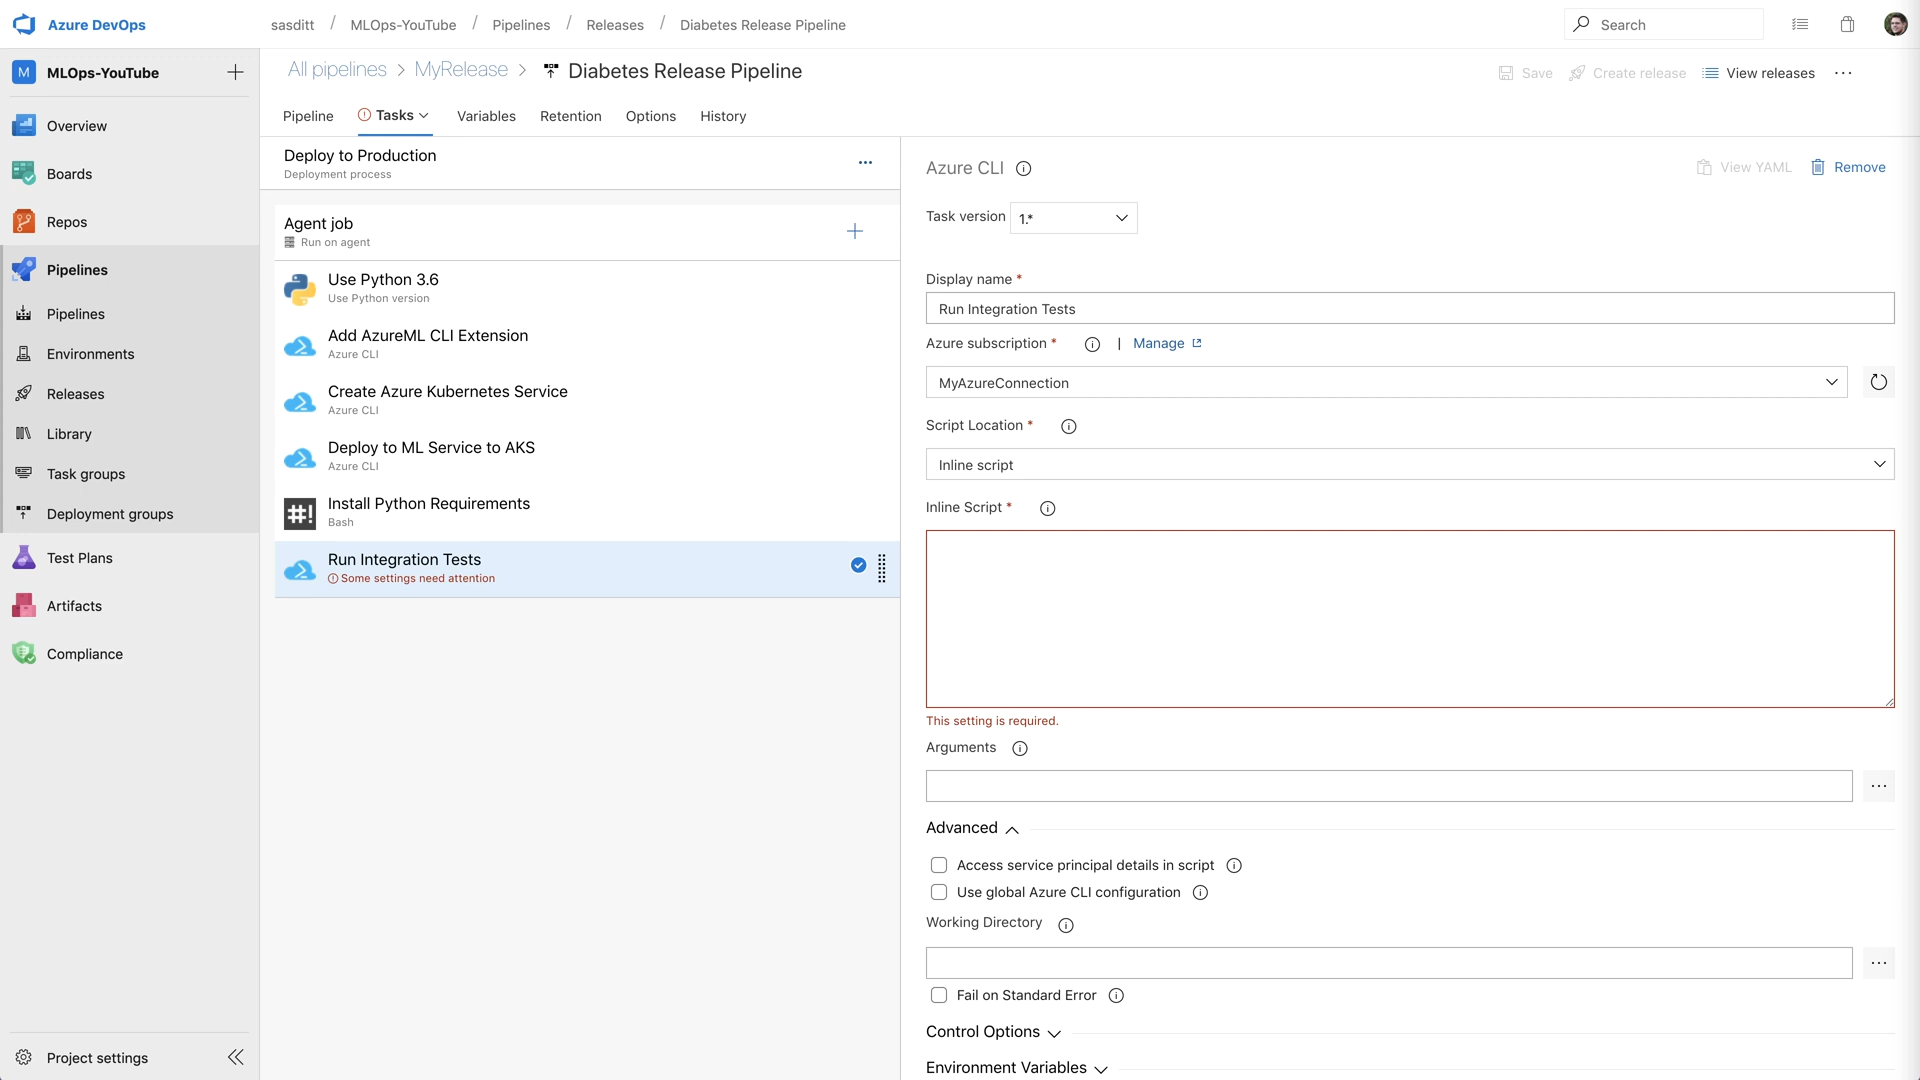 Azure DevOps
sasditt / MLOps-YouTube / Pipelines / Releases / Diabetes Release Pipeline
Search
M MLOps-YouTube
Overview
Boards
Repos
Pipelines
Pipelines
Environments
Releases
Library
Task groups
Deployment groups
Test Plans
Artifacts
Compliance
Project settings
All pipelines > MyRelease > Diabetes Release Pipeline
Save Create release View releases ...
Pipeline Tasks Variables Retention Options History
Deploy to Production
Deployment process
Agent job
Run on agent
Use Python 3.6
Use Python version
Add AzureML CLI Extension
Azure CLI
Create Azure Kubernetes Service
Azure CLI
Deploy to ML Service to AKS
Azure CLI
#! Install Python Requirements
Bash
Run Integration Tests
Some settings need attention
Azure CLI
View YAML Remove
Task version 1.*
Display name *
Run Integration Tests
Azure subscription * | Manage
MyAzureConnection
Script Location *
Inline script
Inline Script *
This setting is required.
Arguments
Advanced
Access service principal details in script
Use global Azure CLI configuration
Working Directory
Fail on Standard Error
Control Options
Environment Variables